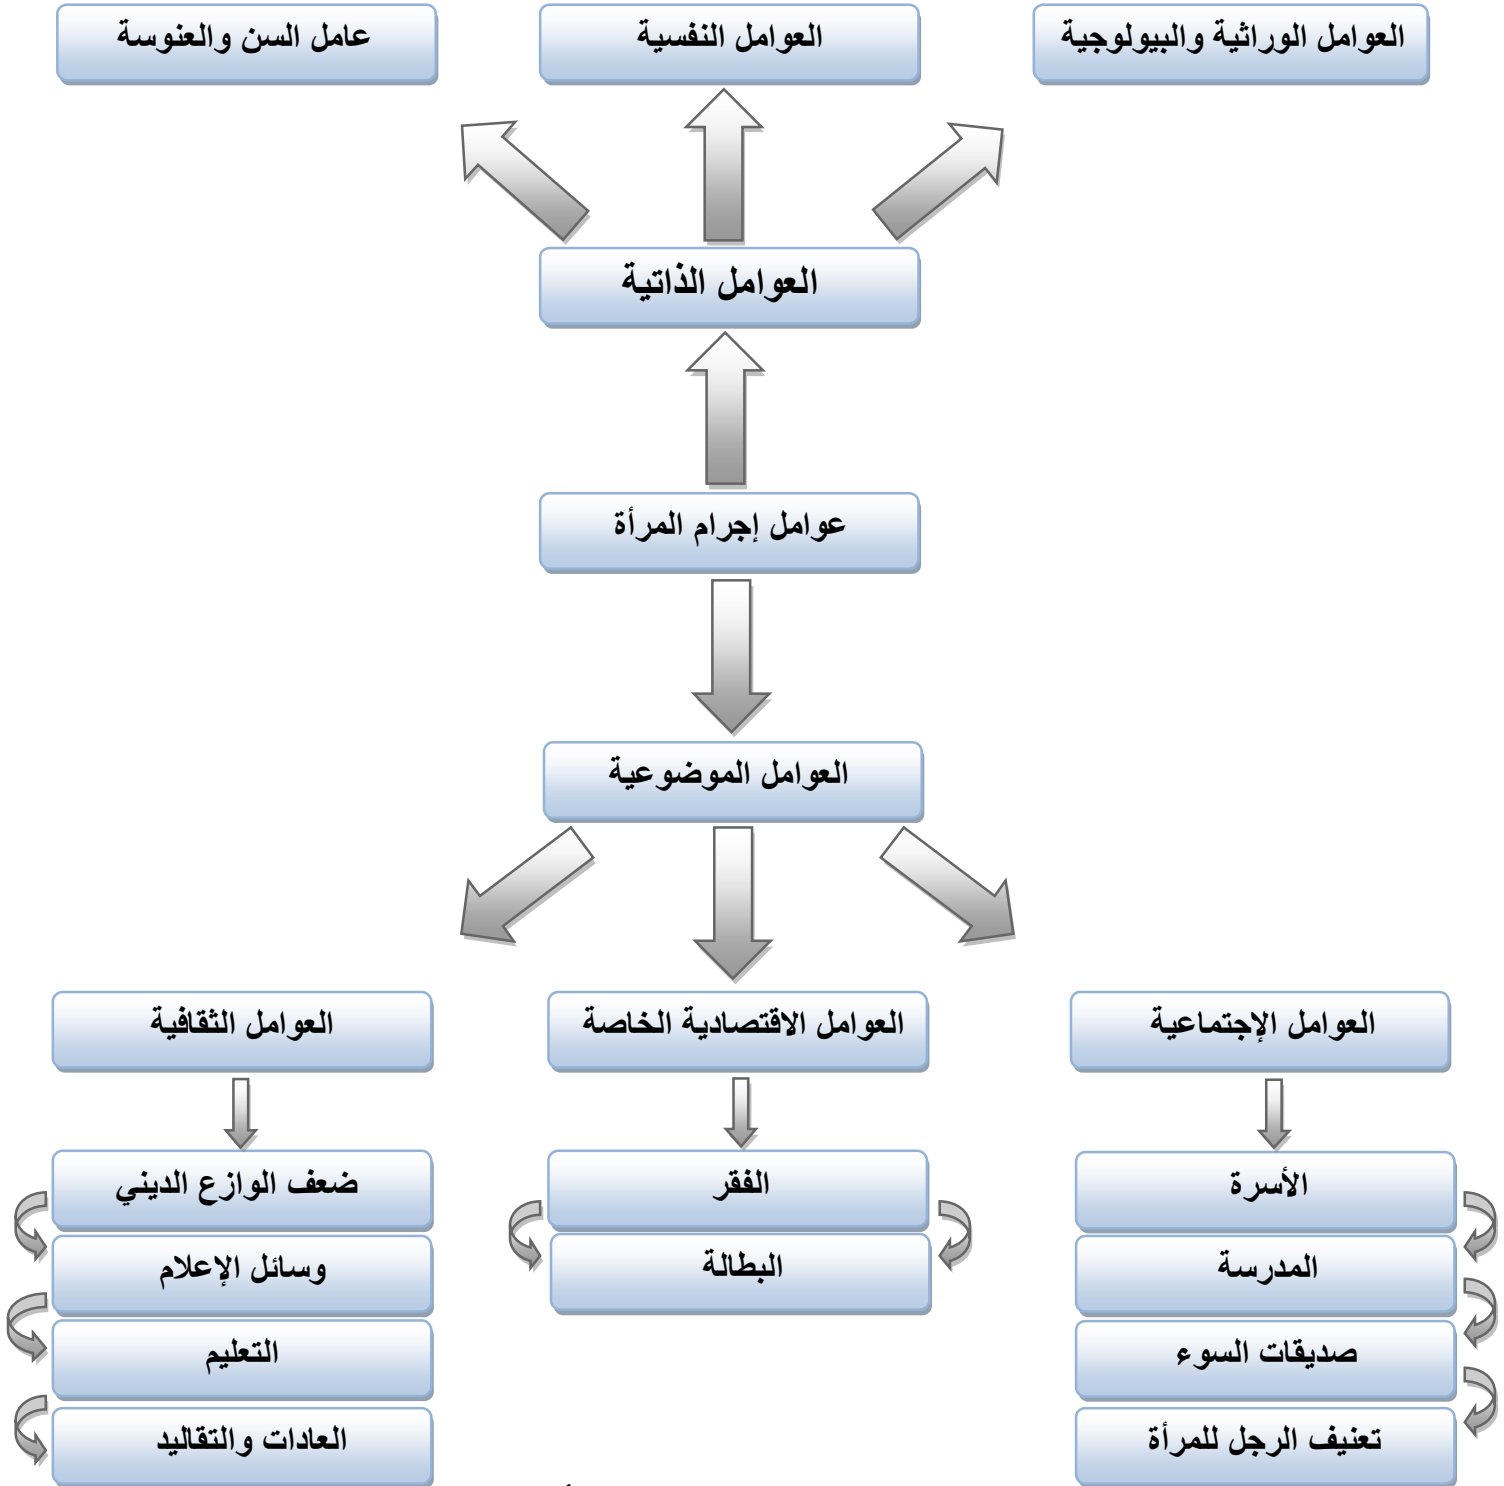 العوامل الوراثية والبيولوجية
العوامل النفسية
عامل السن والعنوسة
العوامل الذاتية
عوامل إجرام المرأة
العوامل الموضوعية
العوامل الإجتماعية
العوامل الاقتصادية الخاصة
العوامل الثقافية
الأسرة
المدرسة
صديقات السوء
تعنيف الرجل للمرأة
الفقر
البطالة
ضعف الوازع الديني
وسائل الإعلام
التعليم
العادات والتقاليد